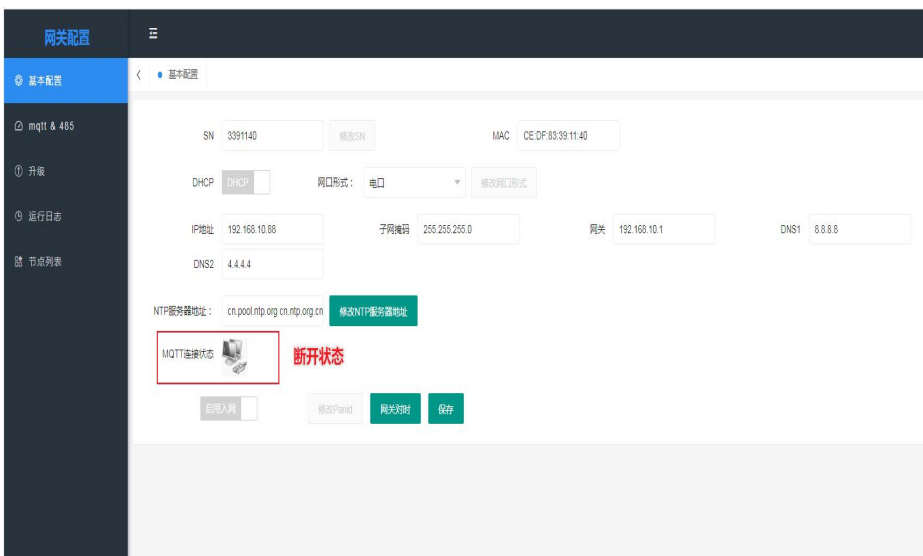 网关配置
基本配置
mqtt & 485
升级
运行日志
节点列表
基本配置
SN 3391140 修改SN MAC CE:DF:83:39:11:40
DHCP DHCP 网口形式： 电口 修改网口形式
IP地址 192.168.10.88 子网掩码 255.255.255.0 网关 192.168.10.1 DNS1 8.8.8.8
DNS2 4.4.4.4
NTP服务器地址： cn.pool.ntp.org cn.ntp.org.cn 修改NTP服务器地址
MQTT连接状态 断开状态
启用入网 修改Panid 网关对时 保存